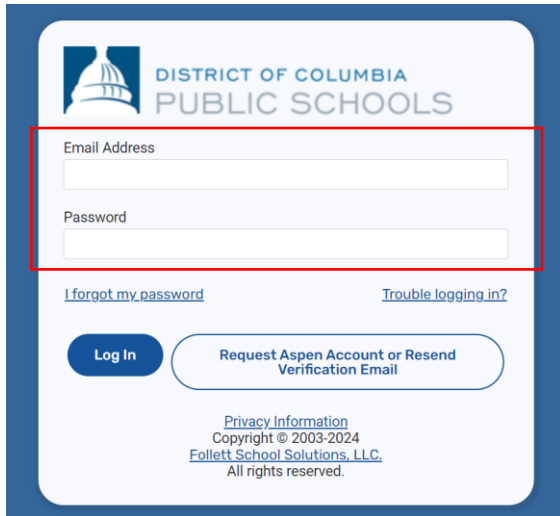 DISTRICT OF COLUMBIA
PUBLIC SCHOOLS
Email Address
Password
I forgot my password
Trouble logging in?
Log In
Request Aspen Account or Resend
Verification Email
Privacy Information
Copyright © 2003-2024
Follett School Solutions, LLC.
All rights reserved.